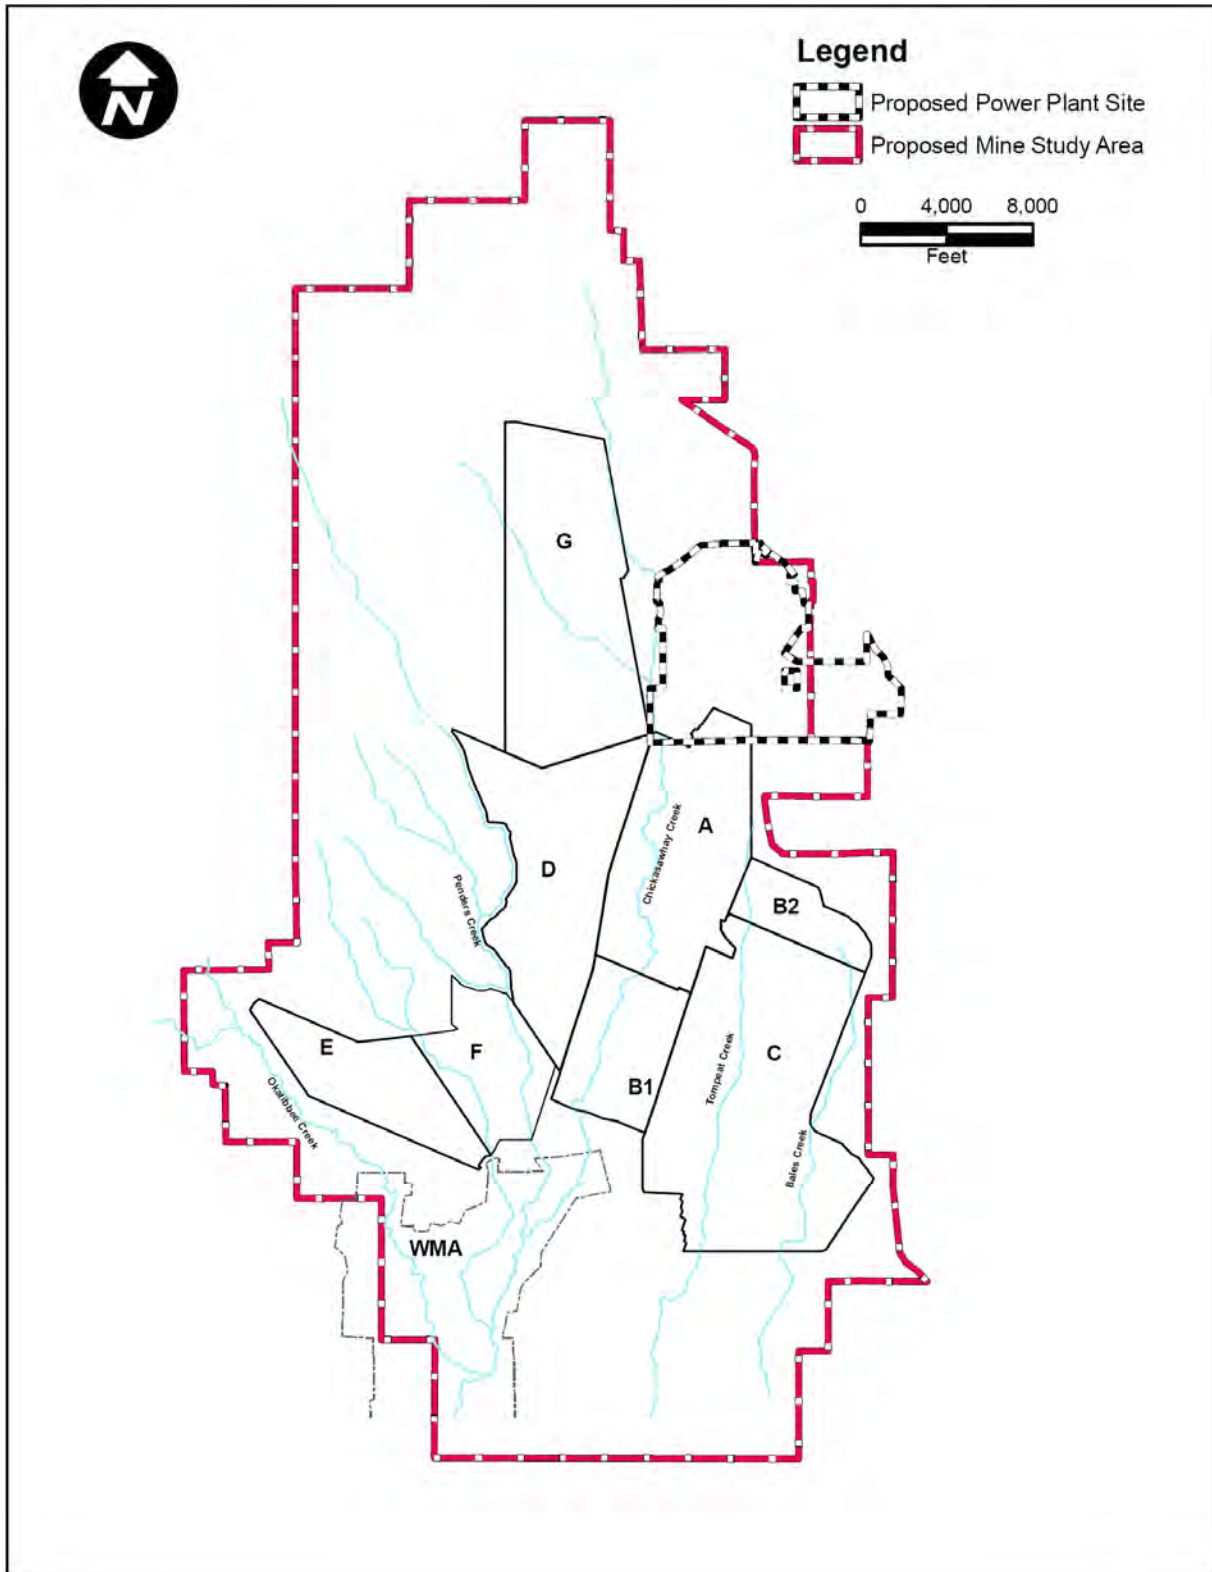 Legend
N
Proposed Power Plant Site
Proposed Mine Study Area
0 4,000 8,000
Feet
G
A
Chickasawhay Creek
D
B2
Penders Creek
E
F
C
Tompeat Creek
B1
Okatibbee Creek
Bales Creek
WMA